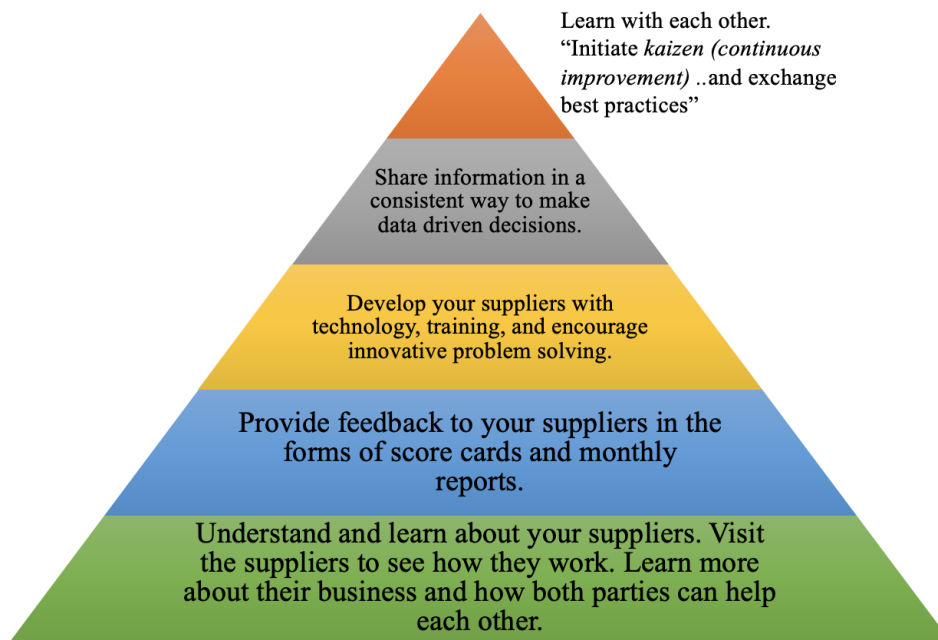 Learn with each other.
“Initiate kaizen (continuous
improvement) ..and exchange
best practices”
Share information in a
consistent way to make
data driven decisions.
Develop your suppliers with
technology, training, and encourage
innovative problem solving.
Provide feedback to your suppliers in the
forms of score cards and monthly
reports.
Understand and learn about your suppliers. Visit
the suppliers to see how they work. Learn more
about their business and how both parties can help
each other.